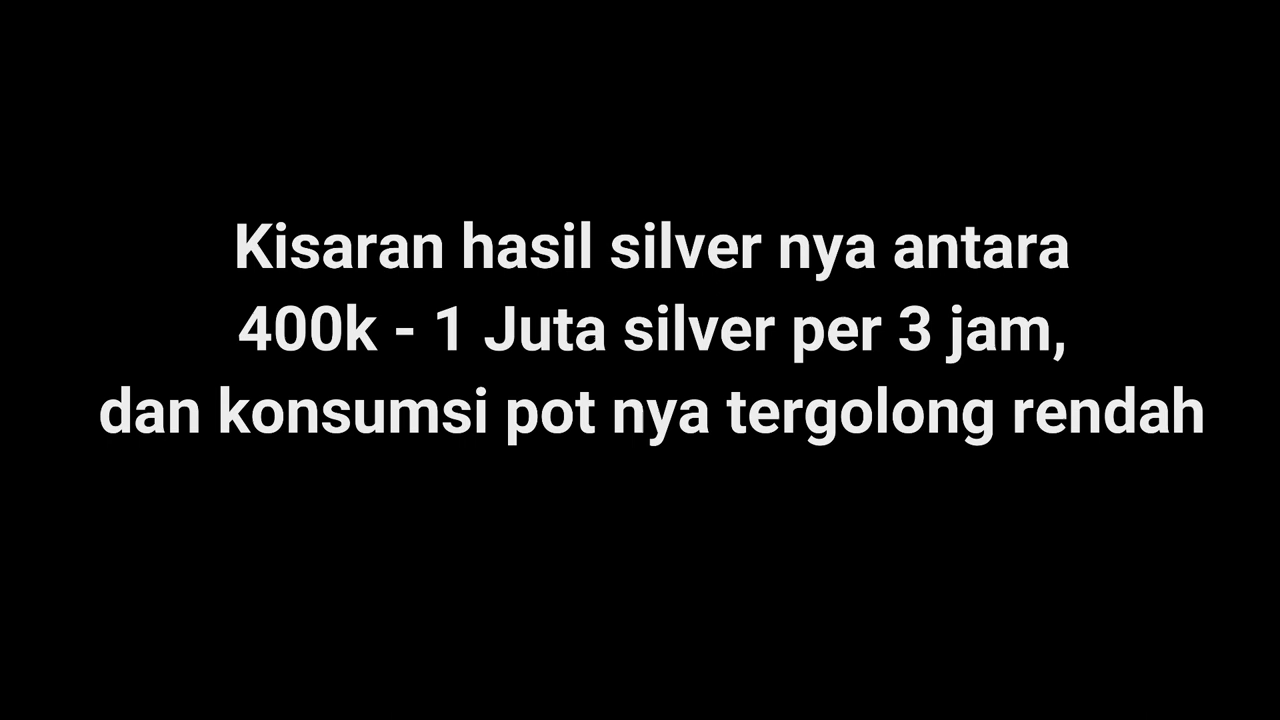 Kisaran hasil silver nya antara
400k - 1 Juta silver per 3 jam,
dan konsumsi pot nya tergolong rendah